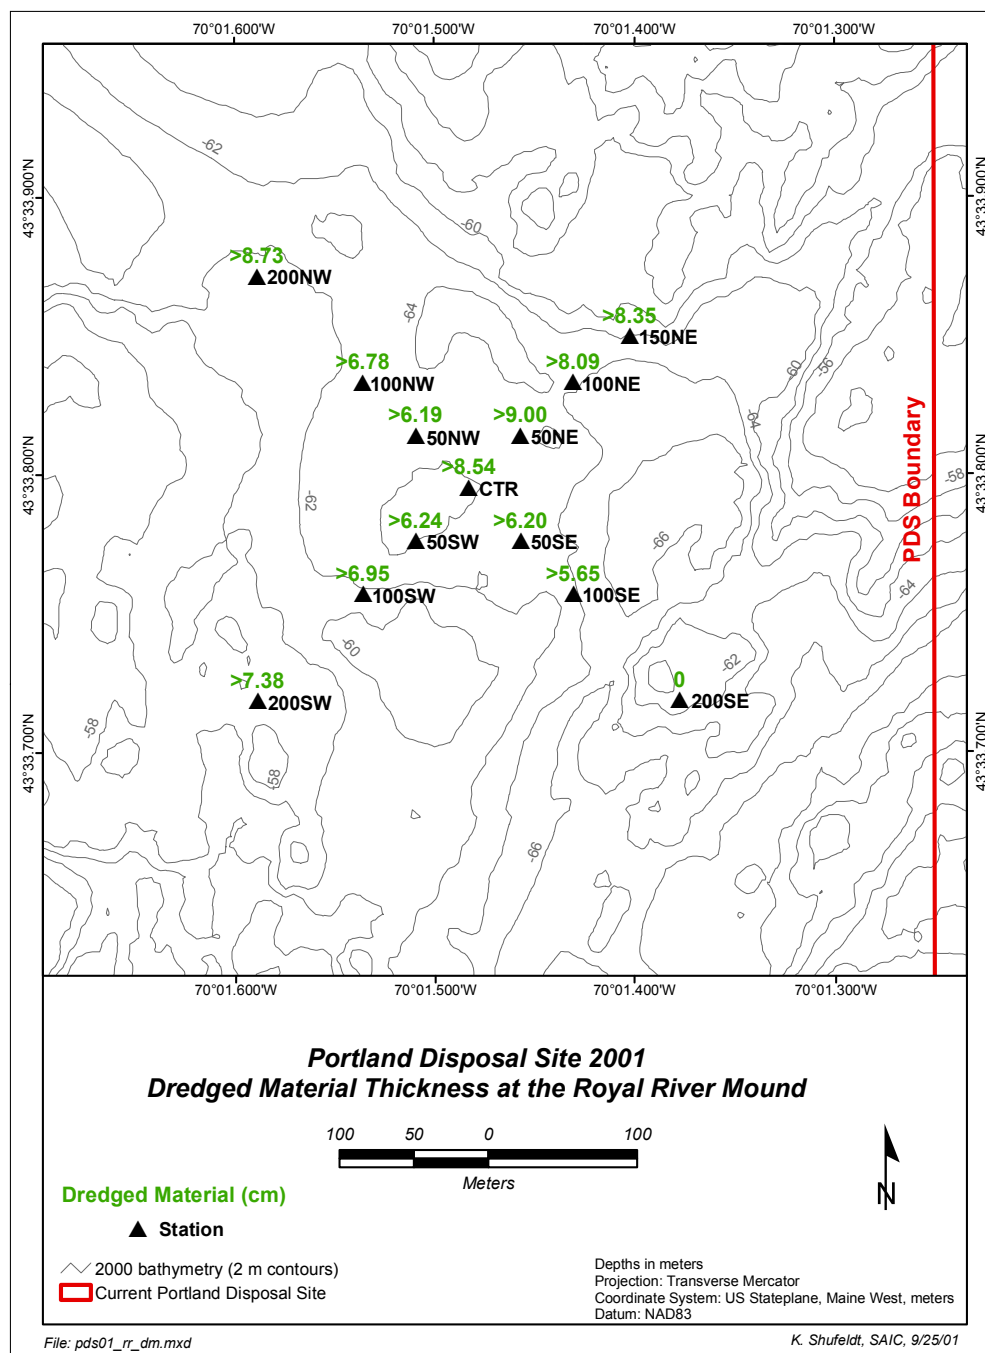 70°01.600'W 70°01.500'W 70°01.400'W 70°01.300'W
-62
43°33.900'N 43°33.900'N
-60
>8.73
200NW
-64
>8.35
150NE
>6.78 >8.09
100NW 100NE
-60 -56
>6.19 >9.00
50NW 50NE
-64
PDS Boundary
>8.54
CTR
43°33.800'N 43°33.800'N
-58
-62
>6.24 >6.20
50SW 50SE
-66
>6.95 >5.65
100SW 100SE
-64
-60
-62
>7.38 0
200SW 200SE
-58
43°33.700'N 43°33.700'N
-58
-66
70°01.600'W 70°01.500'W 70°01.400'W 70°01.300'W
Portland Disposal Site 2001
Dredged Material Thickness at the Royal River Mound
100 50 0 100
Meters
N
Dredged Material (cm)
Station
2000 bathymetry (2 m contours)
Current Portland Disposal Site
Depths in meters
Projection: Transverse Mercator
Coordinate System: US Stateplane, Maine West, meters
Datum: NAD83
File: pds01_rr_dm.mxd
K. Shufeldt, SAIC, 9/25/01